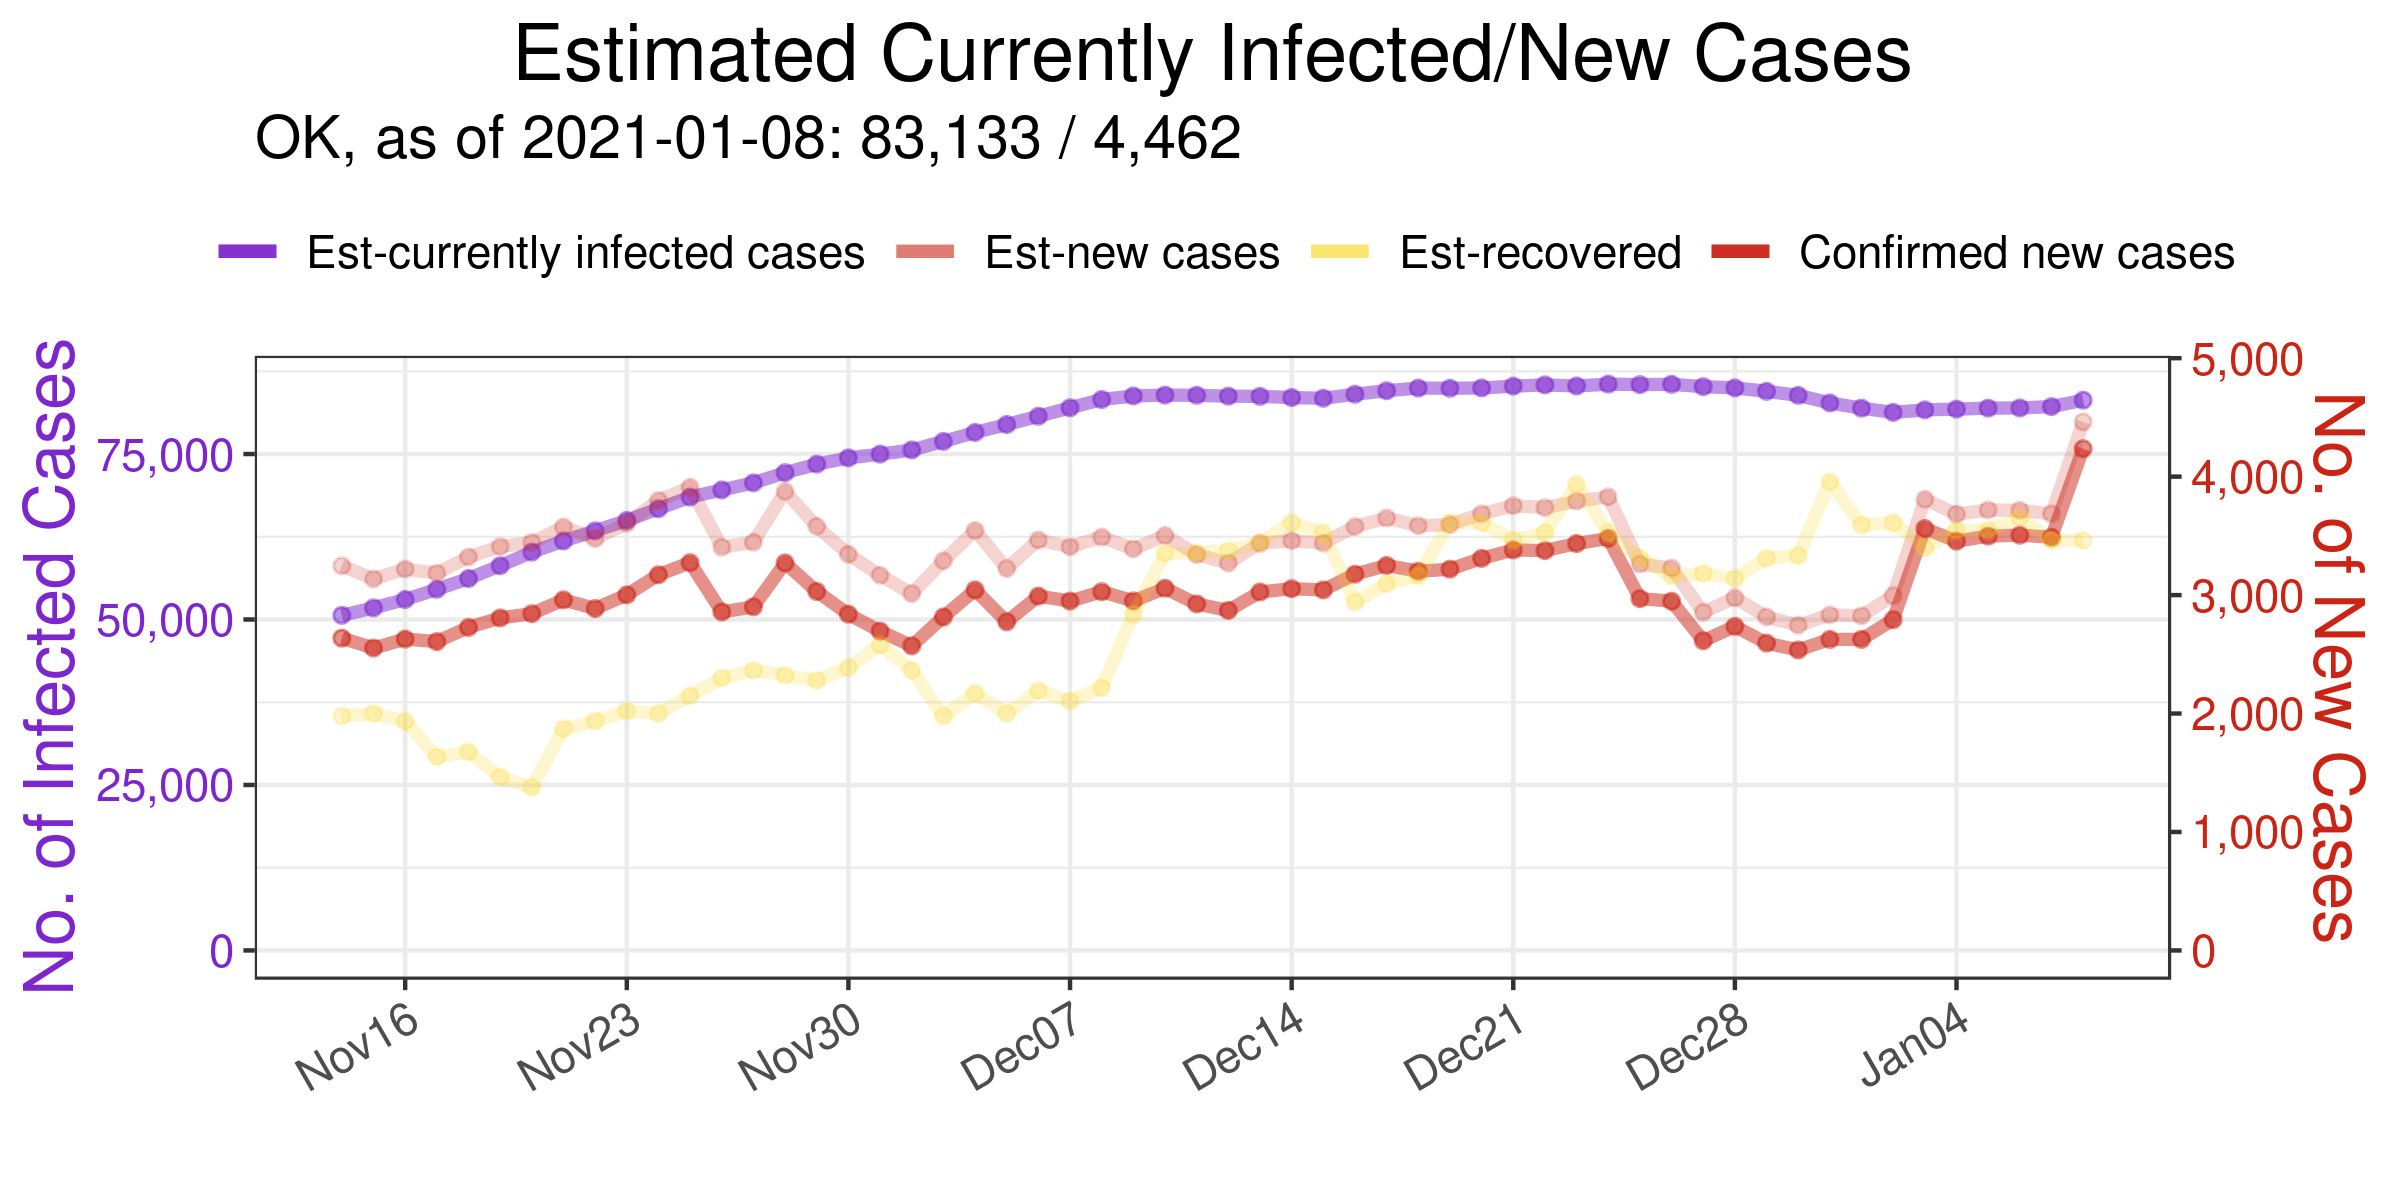 Estimated Currently Infected/New Cases
OK, as of 2021-01-08: 83,133 / 4,462
Est-currently infected cases Est-new cases Est-recovered Confirmed new cases
No. of Infected Cases
75,000
50,000
25,000
0
5,000
4,000
3,000
2,000
1,000
0
No. of New Cases
Nov16 Nov23 Nov30 Dec07 Dec14 Dec21 Dec28 Jan04